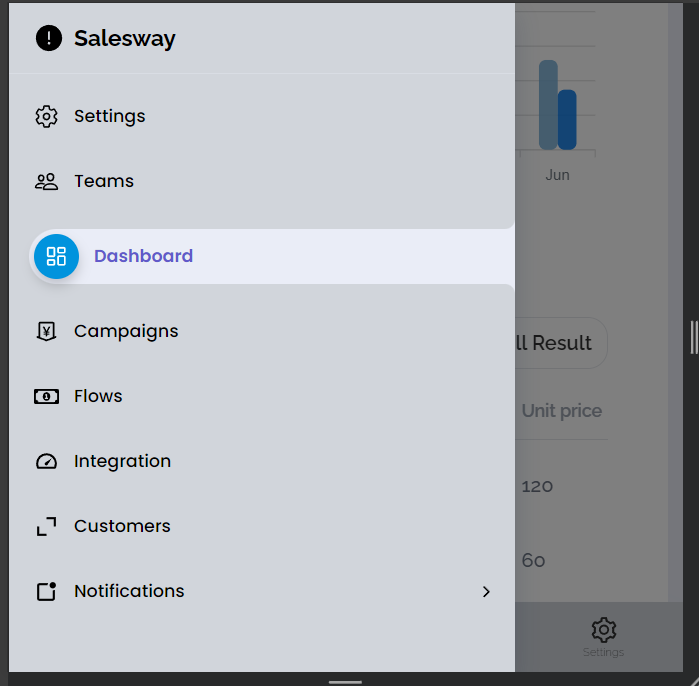 Salesway
Settings
Teams
Dashboard
Campaigns
Flows
Integration
Customers
Notifications
Jun
ll Result
Unit price
120
60
Settings